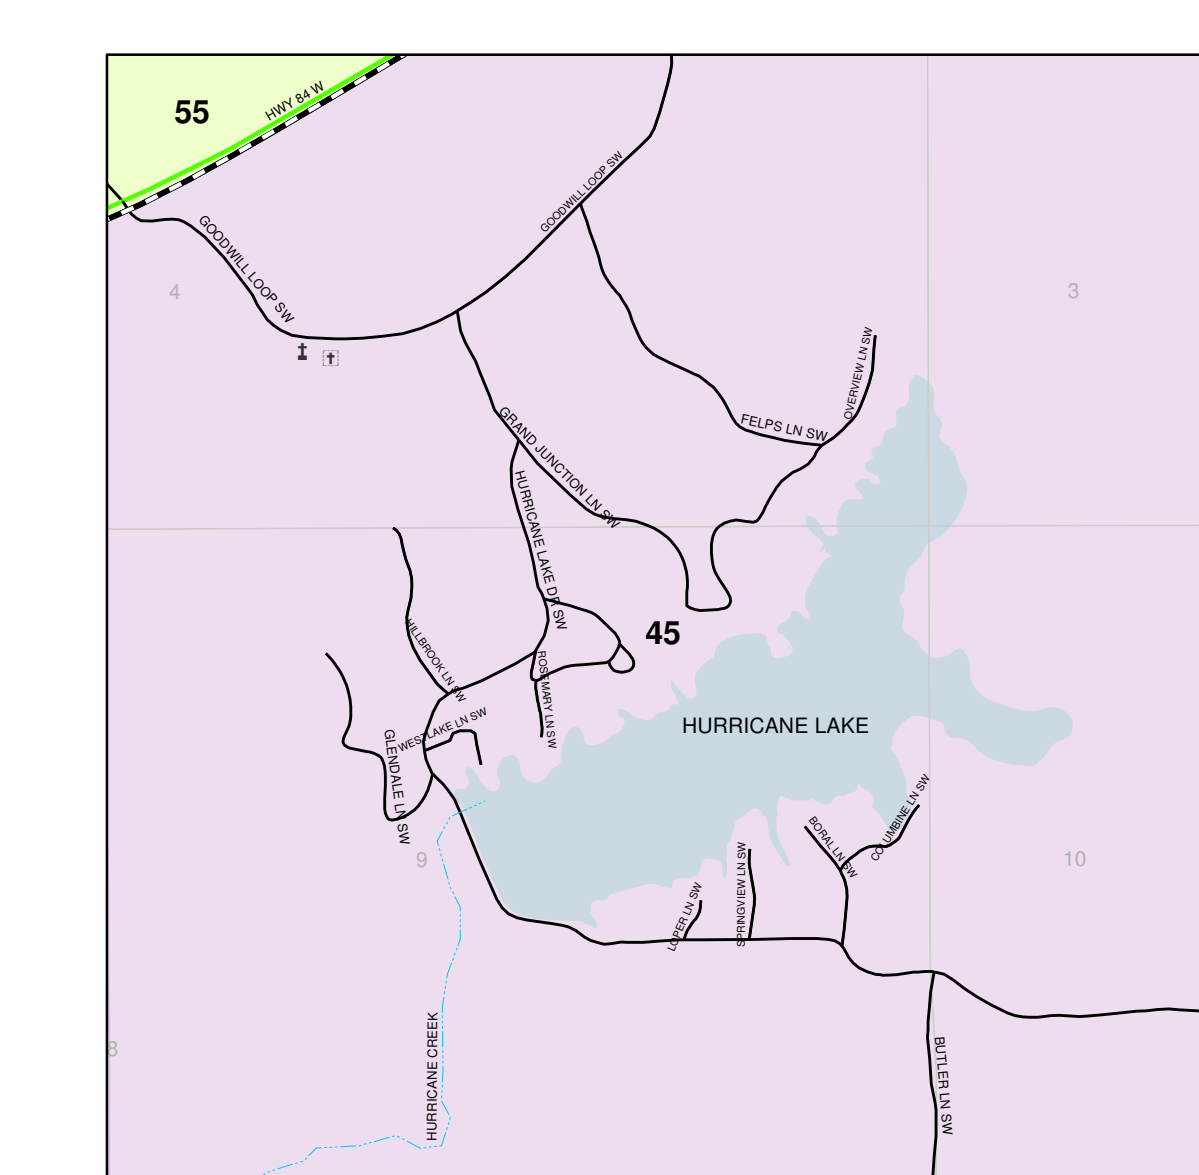 55
HWY 84 W
GOODWILL LOOP SW
GOODWILL LOOP SW
4
3
OVERVIEW LN SW
FELPS LN SW
GRAND JUNCTION LN SW
HURRICANE LAKE DR SW
45
HILLBROOK LN SW
ROSEMARY LN SW
WESTLAKE LN SW
GLENDALE LN SW
HURRICANE LAKE
COLUMBINE LN SW
BORAL LN SW
9
10
SPRINGVIEW LN SW
LOPER LN SW
8
HURRICANE CREEK
BUTLER LN SW